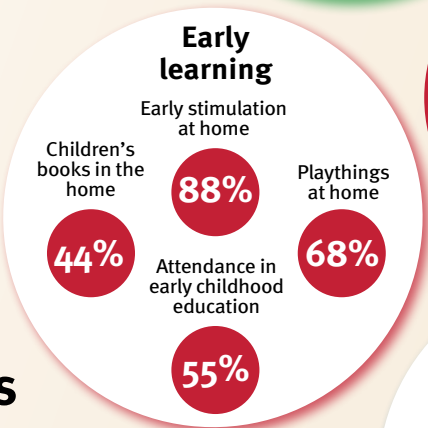 Early
learning
Early stimulation
at home
88%
Children's
books in the
home
44%
Playthings
at home
68%
Attendance in
early childhood
education
55%
s